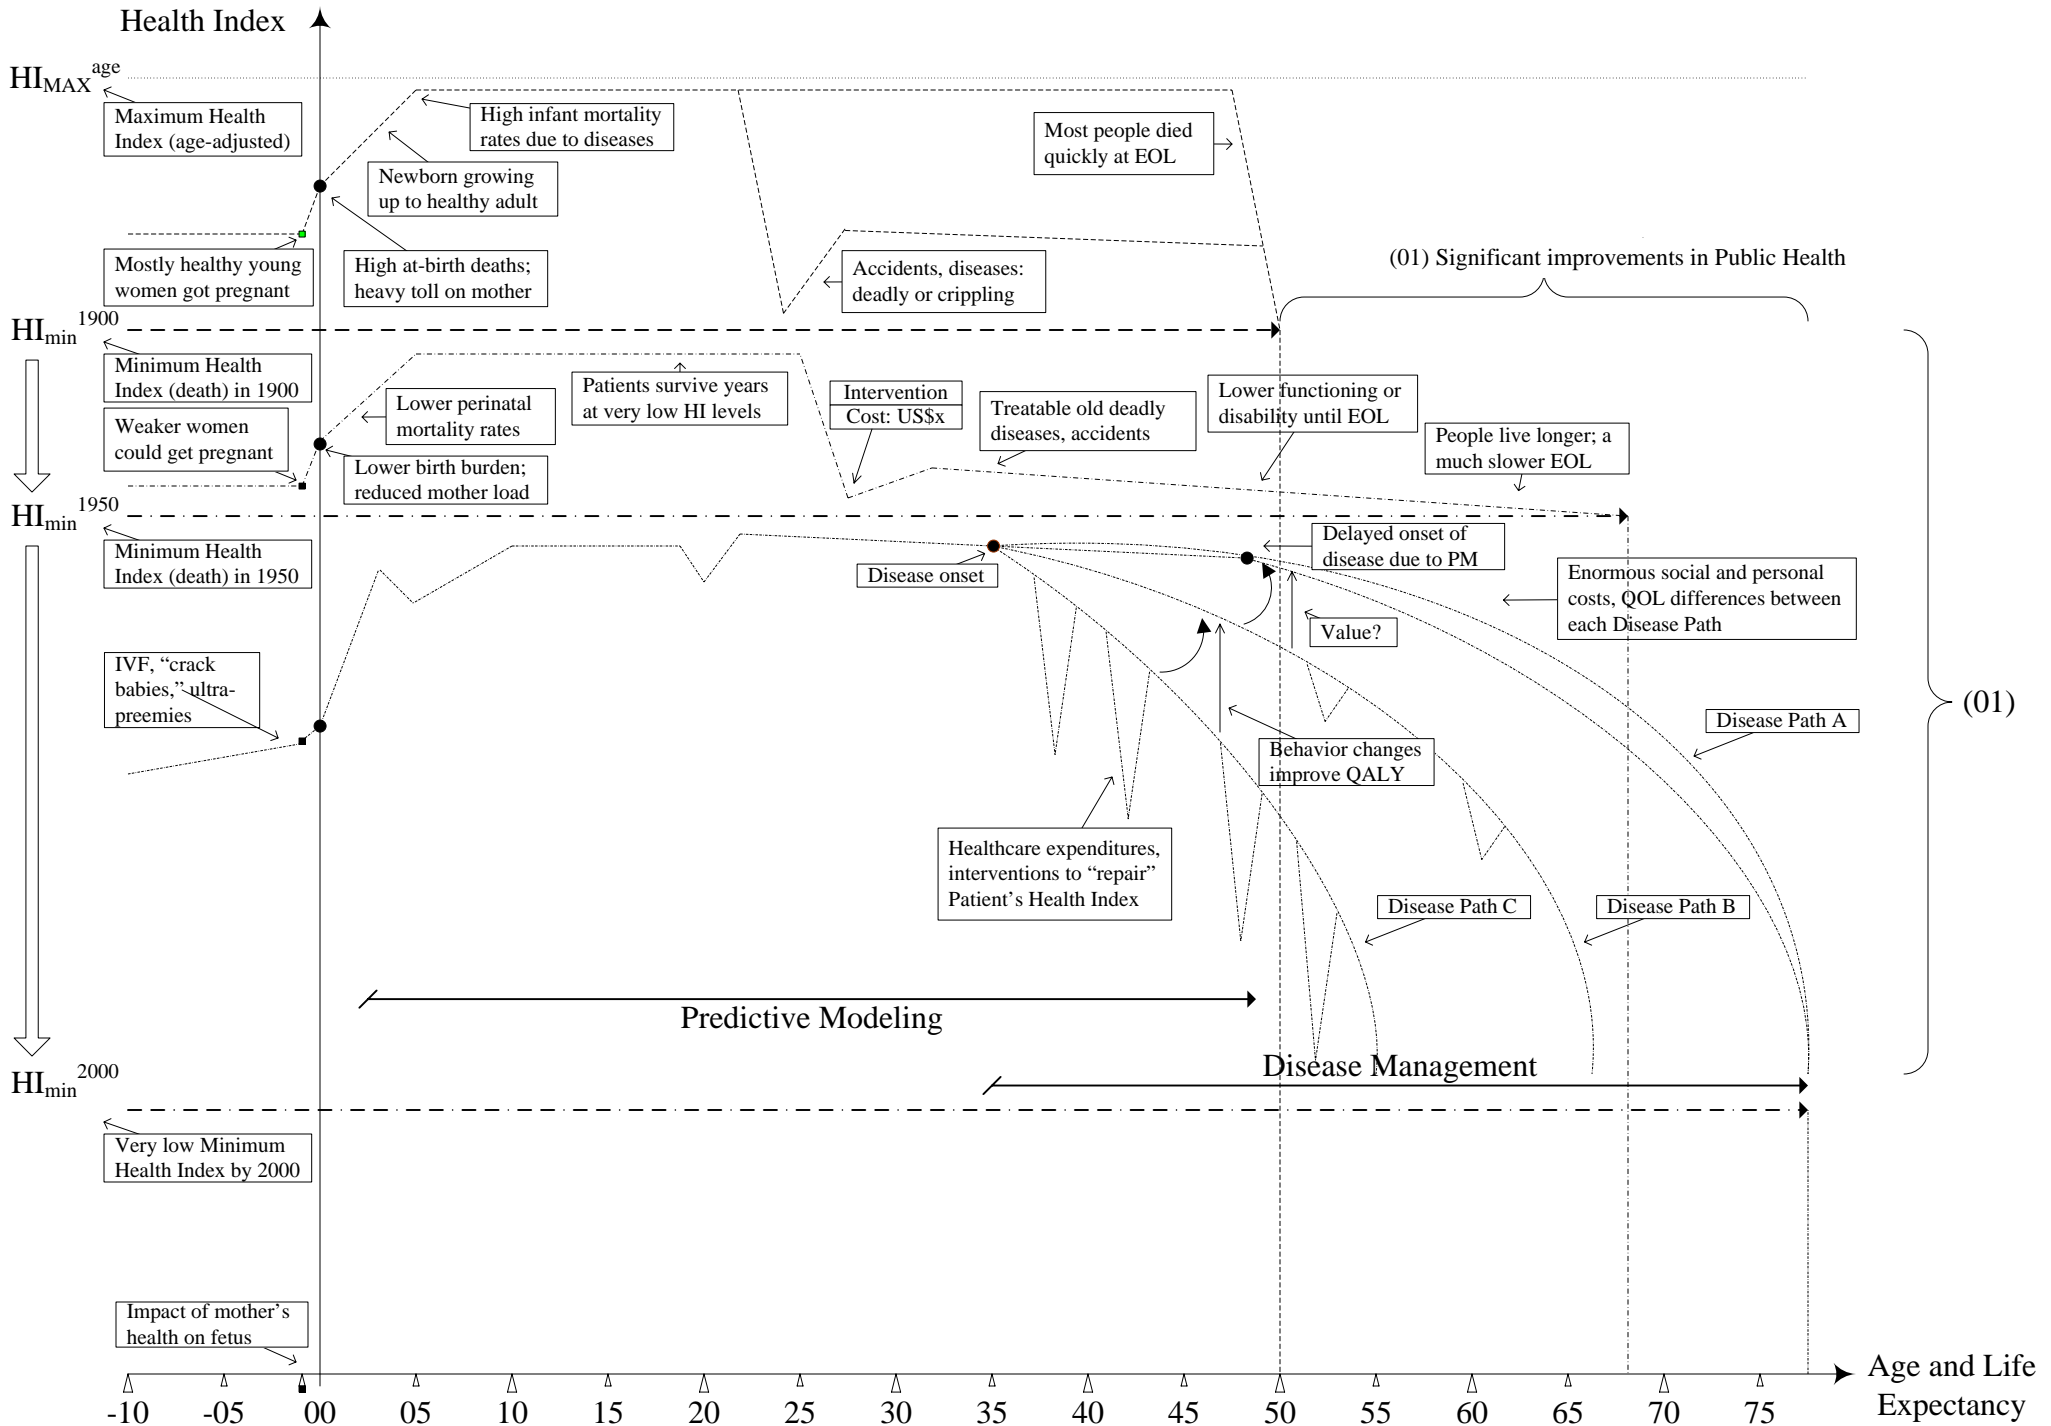 Health Index
HI_MAX^age
Maximum Health
Index (age-adjusted)
High infant mortality
rates due to diseases
Newborn growing
up to healthy adult
Most people died
quickly at EOL
Mostly healthy young
women got pregnant
High at-birth deaths;
heavy toll on mother
Accidents, diseases:
deadly or crippling
(01) Significant improvements in Public Health
HI_min^1900
Minimum Health
Index (death) in 1900
Weaker women
could get pregnant
Lower perinatal
mortality rates
Lower birth burden;
reduced mother load
Patients survive years
at very low HI levels
Intervention
Cost: US$x
Treatable old deadly
diseases, accidents
Lower functioning or
disability until EOL
People live longer; a
much slower EOL
HI_min^1950
Minimum Health
Index (death) in 1950
Disease onset
Delayed onset of
disease due to PM
Enormous social and personal
costs, QOL differences between
each Disease Path
Value?
IVF, “crack
babies,” ultra-
preemies
(01)
Disease Path A
Behavior changes
improve QALY
Healthcare expenditures,
interventions to “repair”
Patient’s Health Index
Disease Path C
Disease Path B
Predictive Modeling
Disease Management
HI_min^2000
Very low Minimum
Health Index by 2000
Impact of mother’s
health on fetus
Age and Life
Expectancy
-10 -05 00 05 10 15 20 25 30 35 40 45 50 55 60 65 70 75